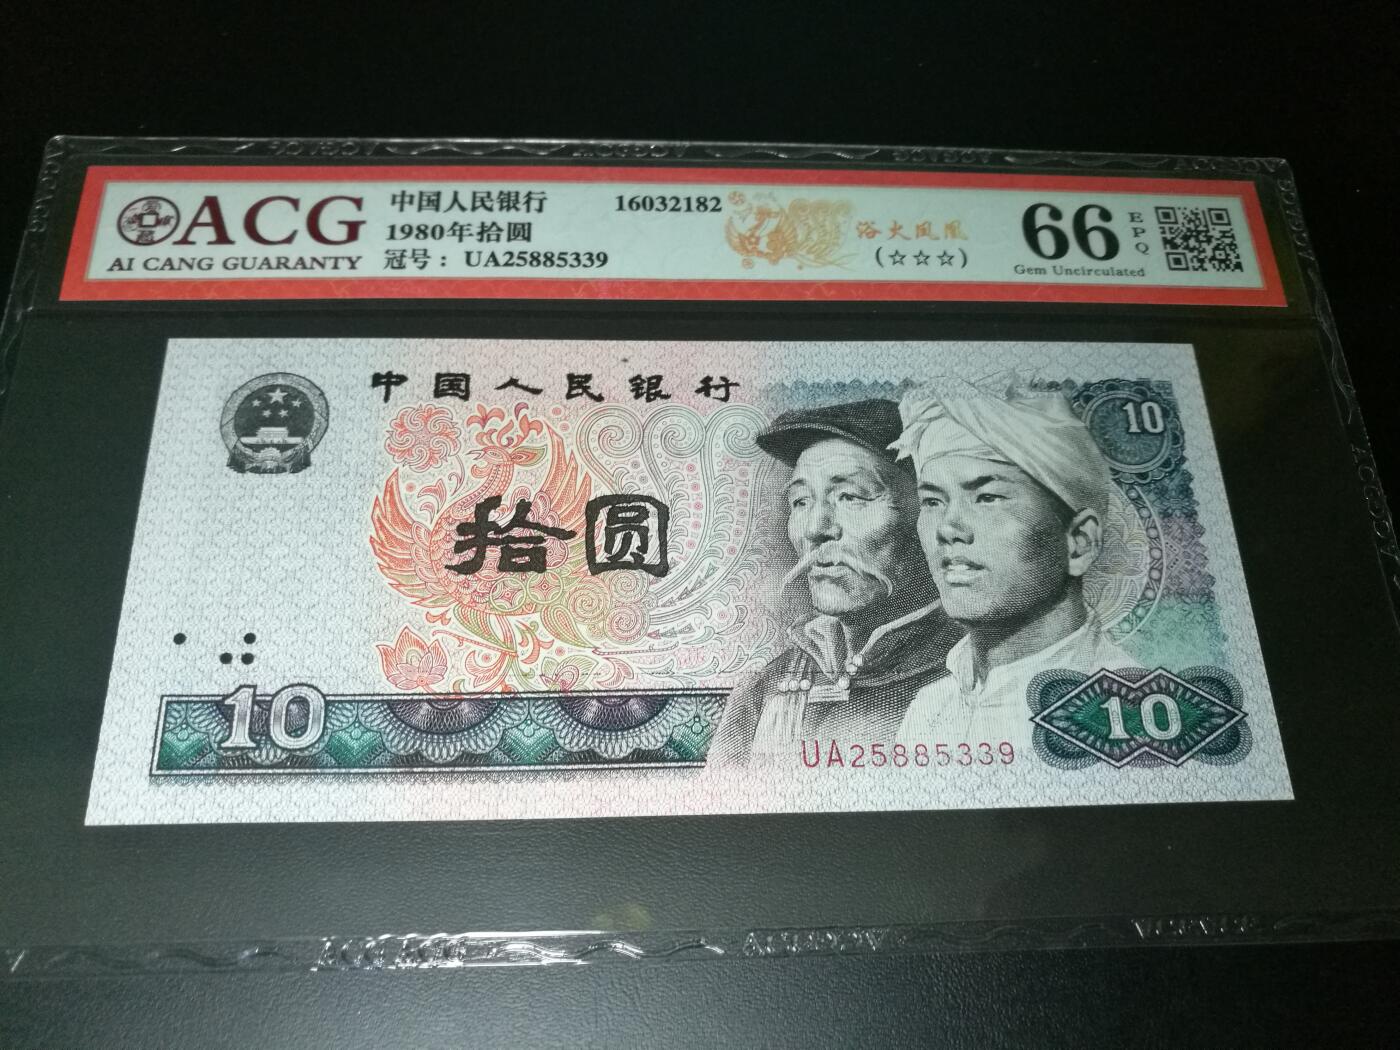 ACG
AI CANG GUARANTY
中国人民银行
1980年拾圆
冠号：UA25885339
16032182
浴火凤凰
(☆☆☆)
66
EPQ
Gem Uncirculated
中国人民银行
10
拾圆
10
UA25885339
10